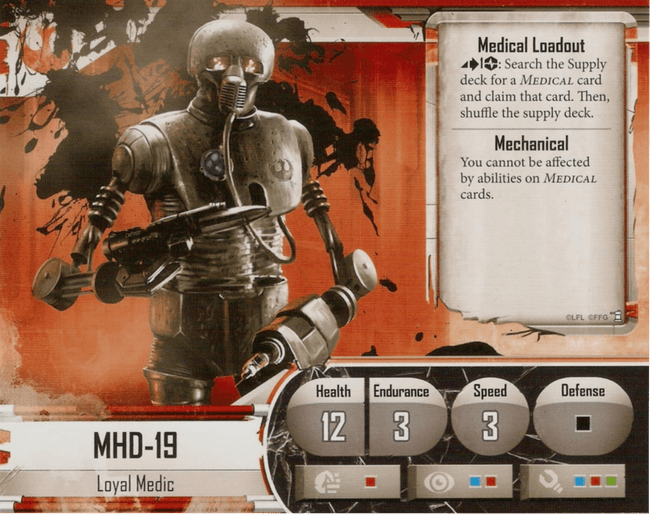 Medical Loadout
: Search the Supply
deck for a MEDICAL card
and claim that card. Then,
shuffle the supply deck.
Mechanical
You cannot be affected
by abilities on MEDICAL
cards.
©LFL ©FFG
Health
Endurance
Speed
Defense
12
3
3
MHD-19
Loyal Medic